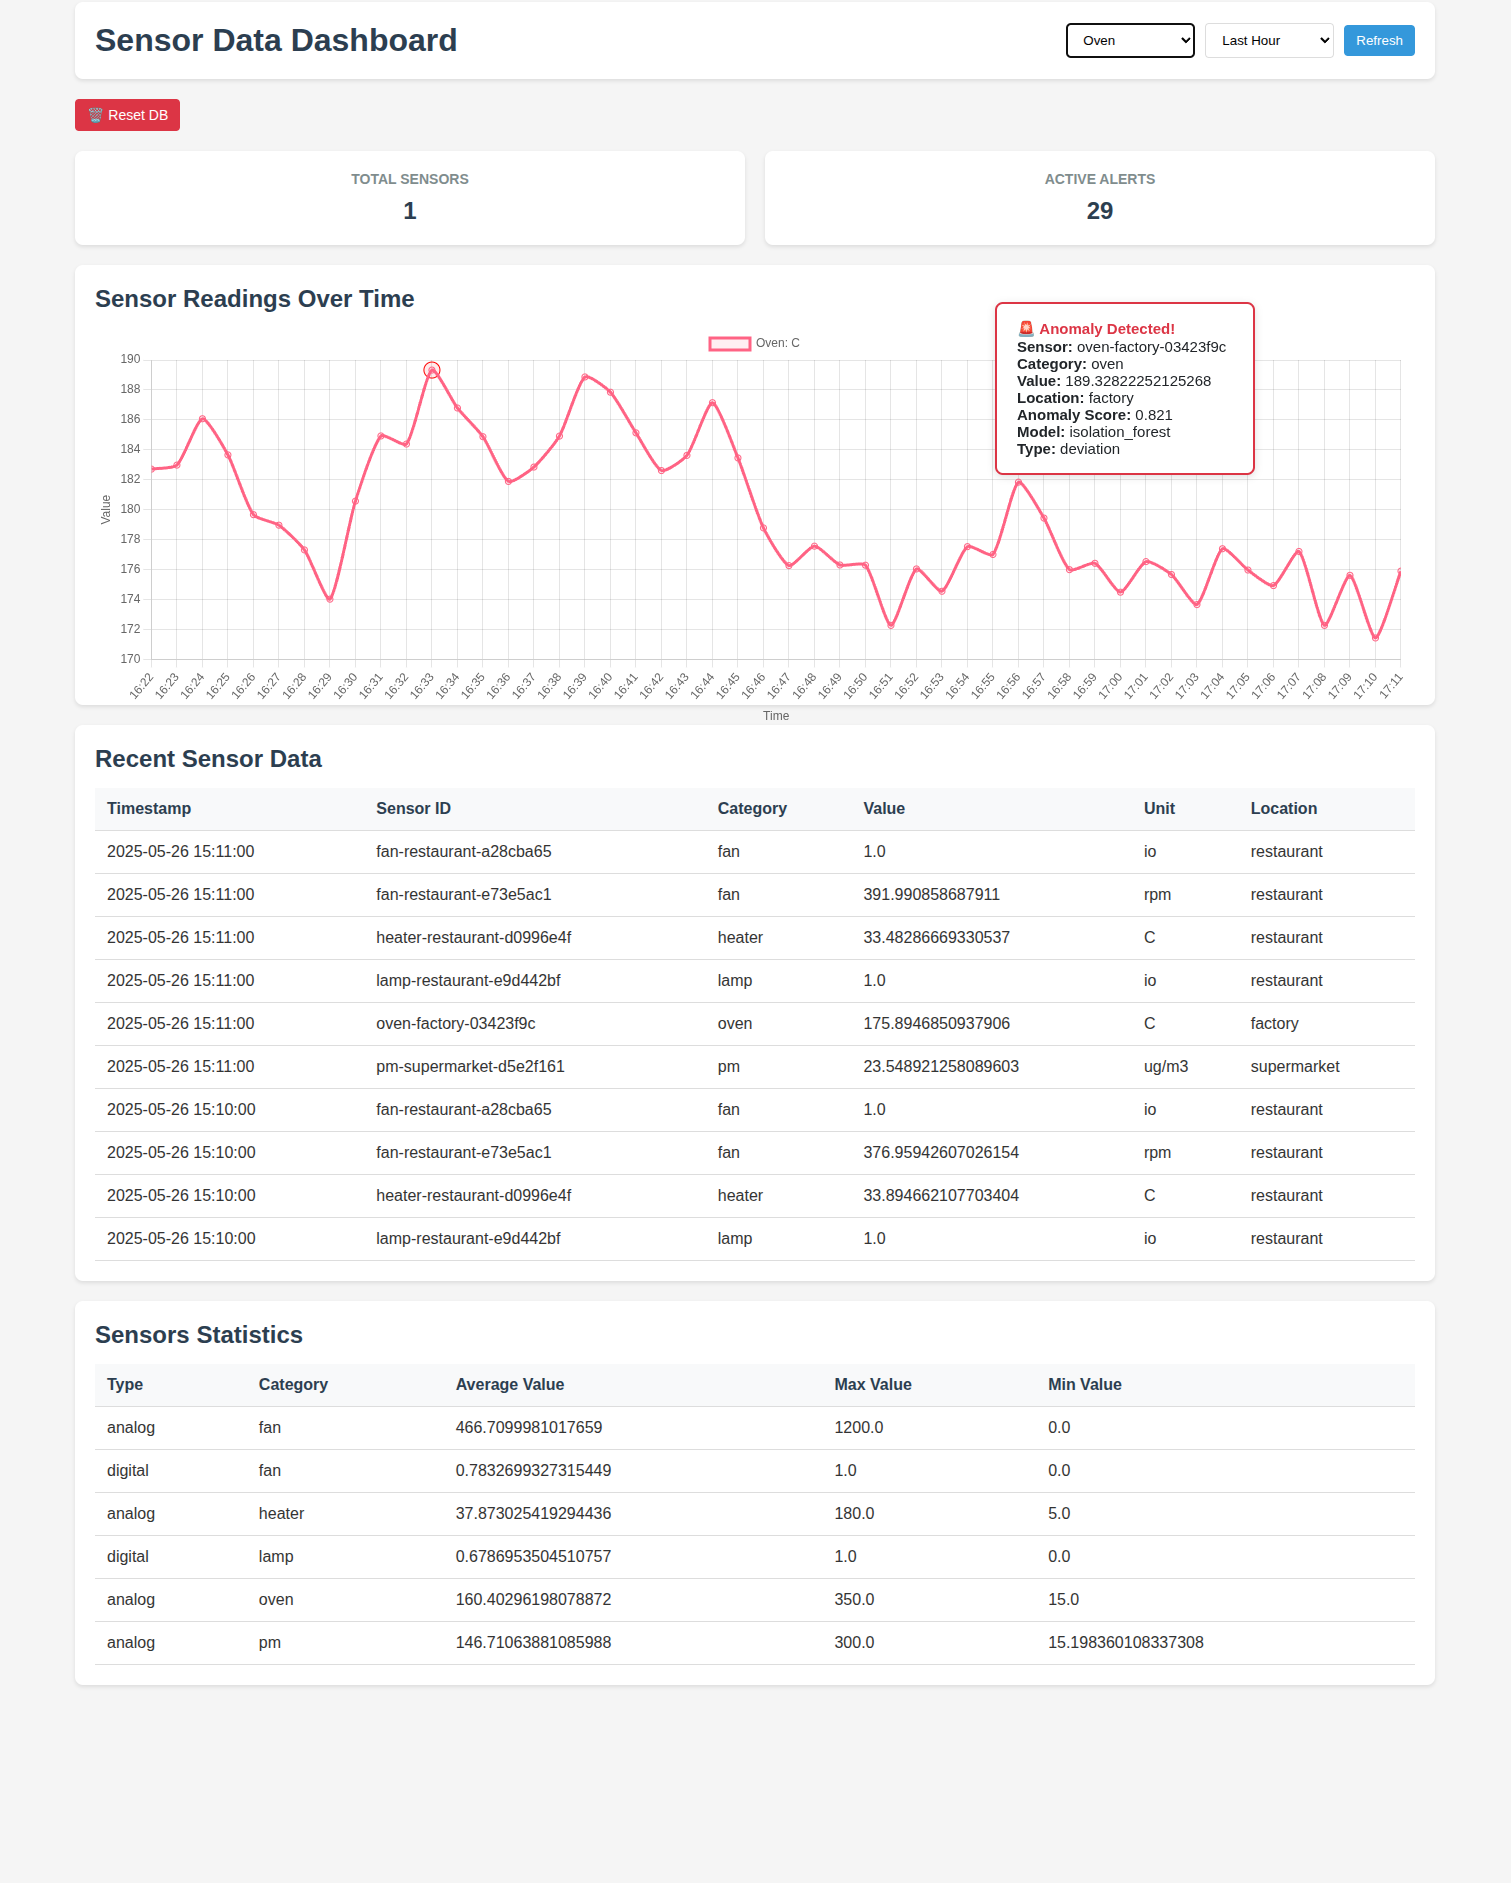 Sensor Data Dashboard
Oven
Last Hour
Refresh
🗑️ Reset DB
TOTAL SENSORS
1
ACTIVE ALERTS
29
Sensor Readings Over Time
Oven: C
🚨 Anomaly Detected!
Sensor: oven-factory-03423f9c
Category: oven
Value: 189.32822252125268
Location: factory
Anomaly Score: 0.821
Model: isolation_forest
Type: deviation
Value
190
188
186
184
182
180
178
176
174
172
170
16:22 16:23 16:24 16:25 16:26 16:27 16:28 16:29 16:30 16:31 16:32 16:33 16:34 16:35 16:36 16:37 16:38 16:39 16:40 16:41 16:42 16:43 16:44 16:45 16:46 16:47 16:48 16:49 16:50 16:51 16:52 16:53 16:54 16:55 16:56 16:57 16:58 16:59 17:00 17:01 17:02 17:03 17:04 17:05 17:06 17:07 17:08 17:09 17:10 17:11
Time
Recent Sensor Data
Timestamp Sensor ID Category Value Unit Location
2025-05-26 15:11:00 fan-restaurant-a28cba65 fan 1.0 io restaurant
2025-05-26 15:11:00 fan-restaurant-e73e5ac1 fan 391.990858687911 rpm restaurant
2025-05-26 15:11:00 heater-restaurant-d0996e4f heater 33.48286669330537 C restaurant
2025-05-26 15:11:00 lamp-restaurant-e9d442bf lamp 1.0 io restaurant
2025-05-26 15:11:00 oven-factory-03423f9c oven 175.8946850937906 C factory
2025-05-26 15:11:00 pm-supermarket-d5e2f161 pm 23.548921258089603 ug/m3 supermarket
2025-05-26 15:10:00 fan-restaurant-a28cba65 fan 1.0 io restaurant
2025-05-26 15:10:00 fan-restaurant-e73e5ac1 fan 376.95942607026154 rpm restaurant
2025-05-26 15:10:00 heater-restaurant-d0996e4f heater 33.894662107703404 C restaurant
2025-05-26 15:10:00 lamp-restaurant-e9d442bf lamp 1.0 io restaurant
Sensors Statistics
Type Category Average Value Max Value Min Value
analog fan 466.7099981017659 1200.0 0.0
digital fan 0.7832699327315449 1.0 0.0
analog heater 37.873025419294436 180.0 5.0
digital lamp 0.6786953504510757 1.0 0.0
analog oven 160.40296198078872 350.0 15.0
analog pm 146.71063881085988 300.0 15.198360108337308